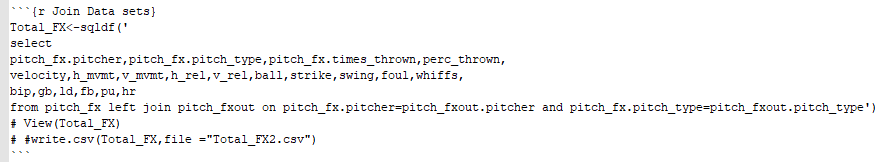 ```{r Join Data sets}
Total_FX<-sqldf('
select
pitch_fx.pitcher,pitch_fx.pitch_type,pitch_fx.times_thrown,perc_thrown,
velocity,h_mvmt,v_mvmt,h_rel,v_rel,ball,strike,swing,foul,whiffs,
bip,gb,ld,fb,pu,hr
from pitch_fx left join pitch_fxout on pitch_fx.pitcher=pitch_fxout.pitcher and pitch_fx.pitch_type=pitch_fxout.pitch_type')
# View(Total_FX)
# #write.csv(Total_FX,file ="Total_FX2.csv")
```